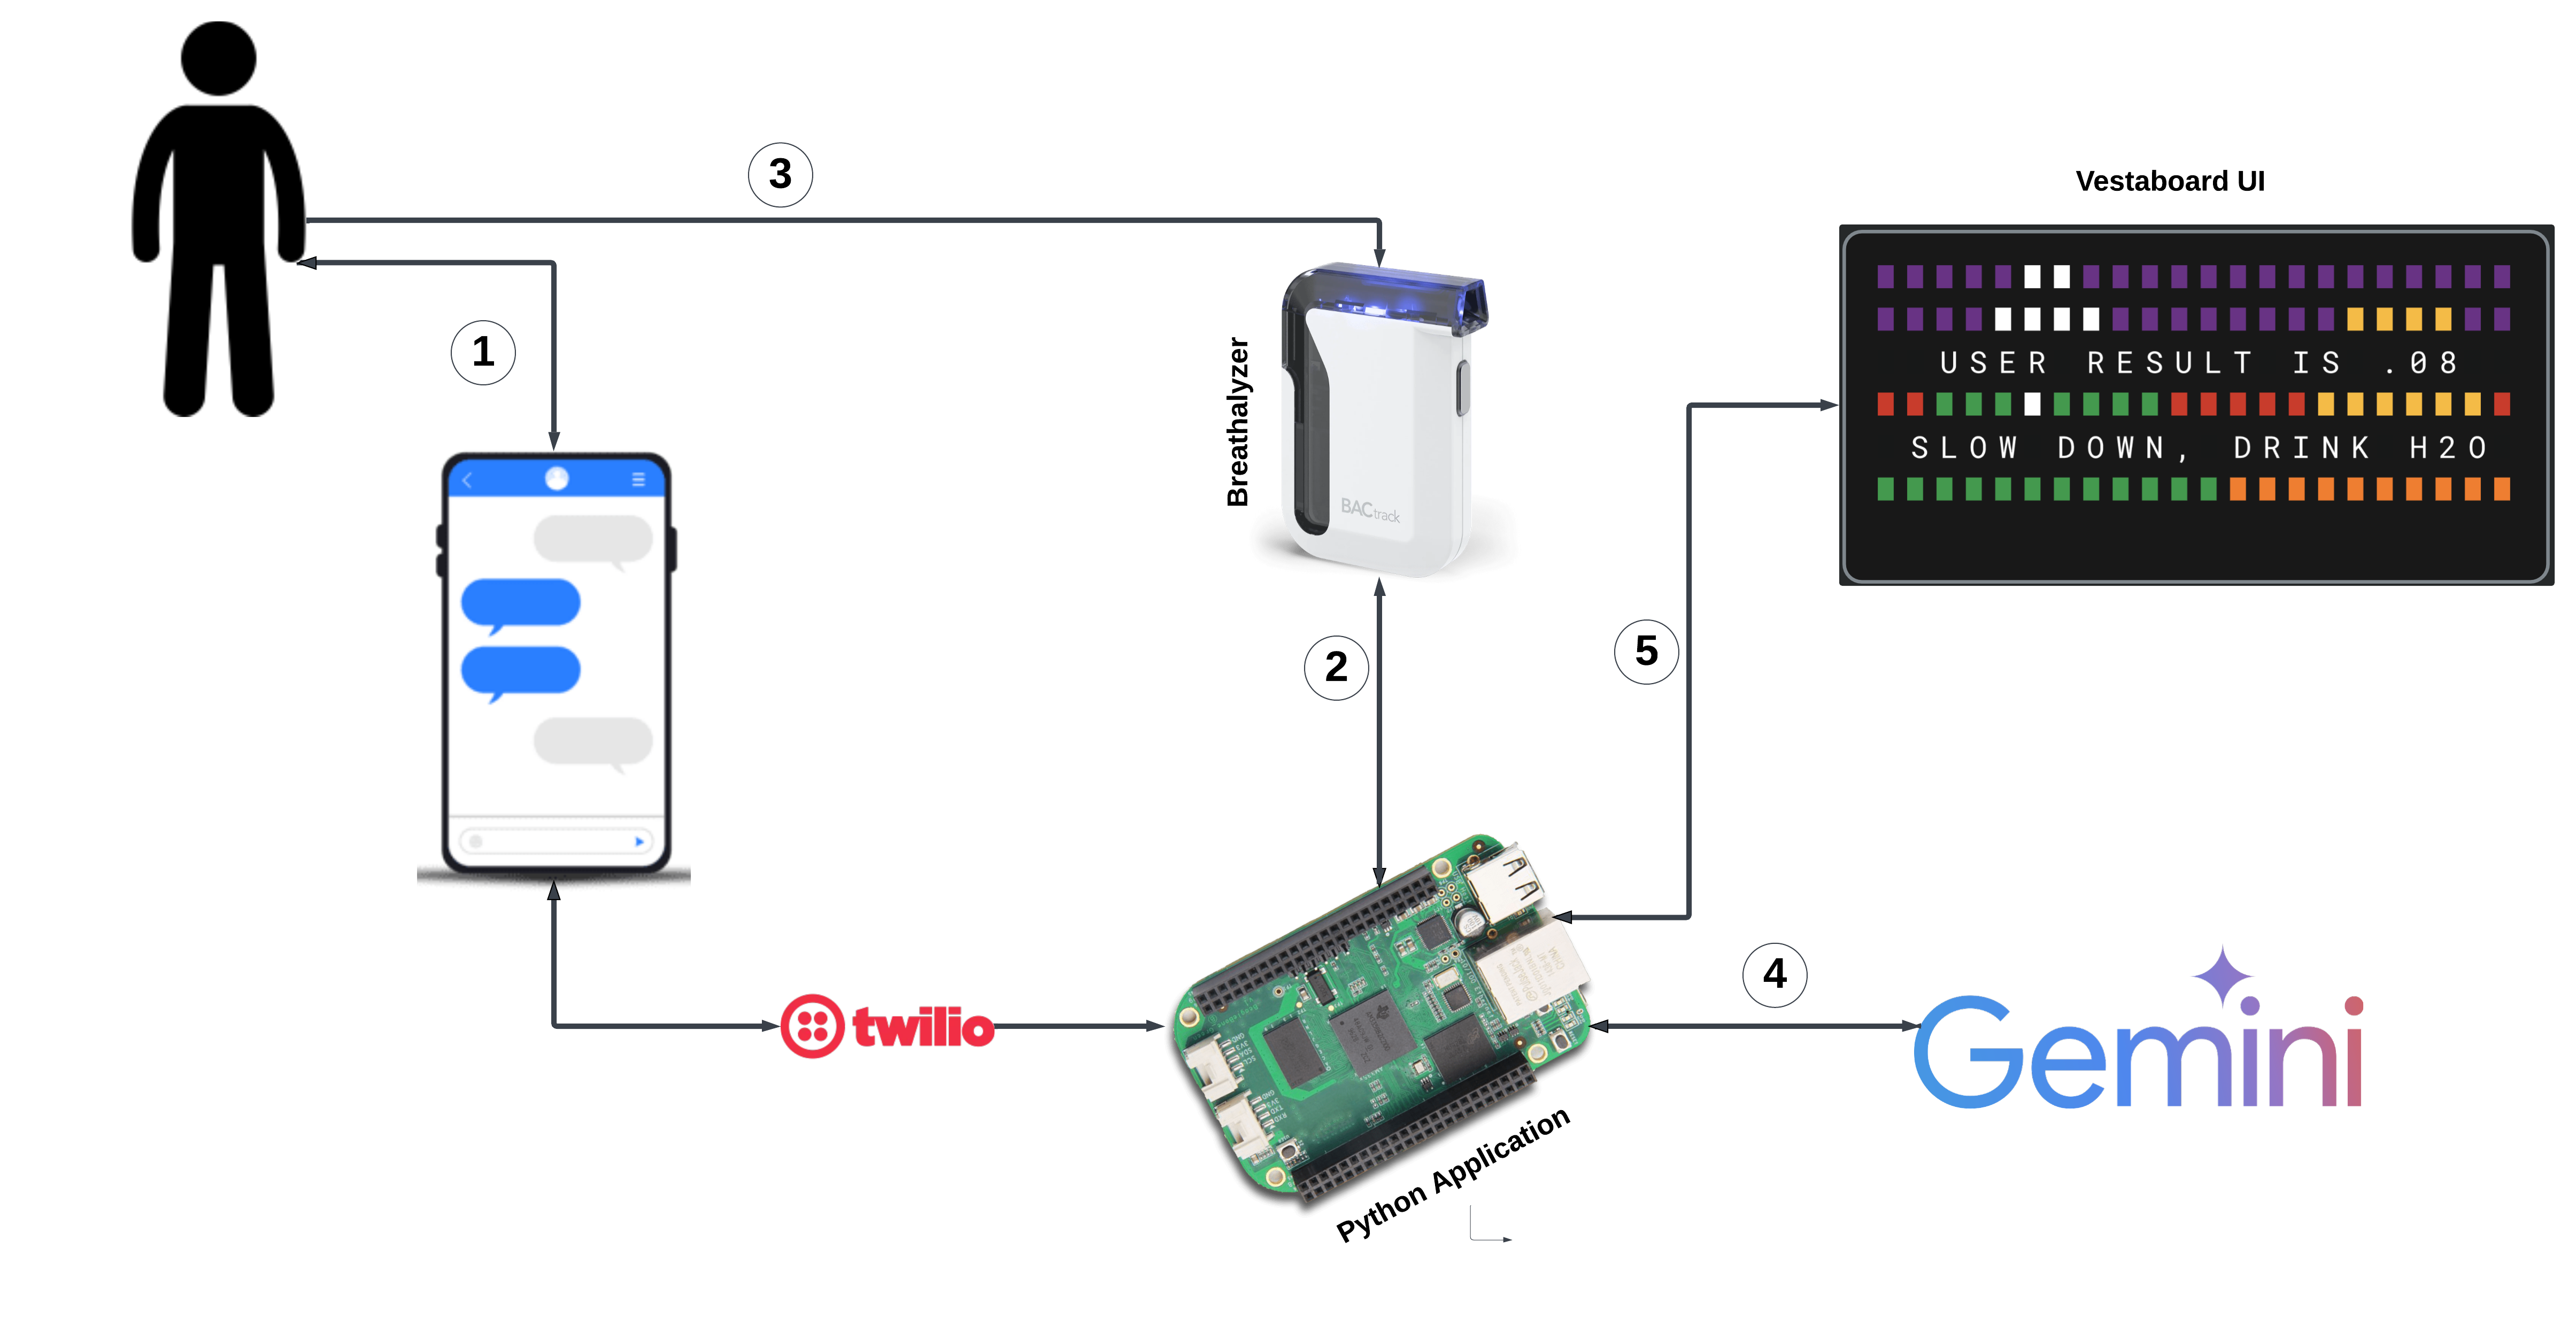 3
Vestaboard UI
1
USER RESULT IS .08
SLOW DOWN, DRINK H2O
Breathalyzer
BACtrack
2
5
4
twilio
Gemini
Python Application